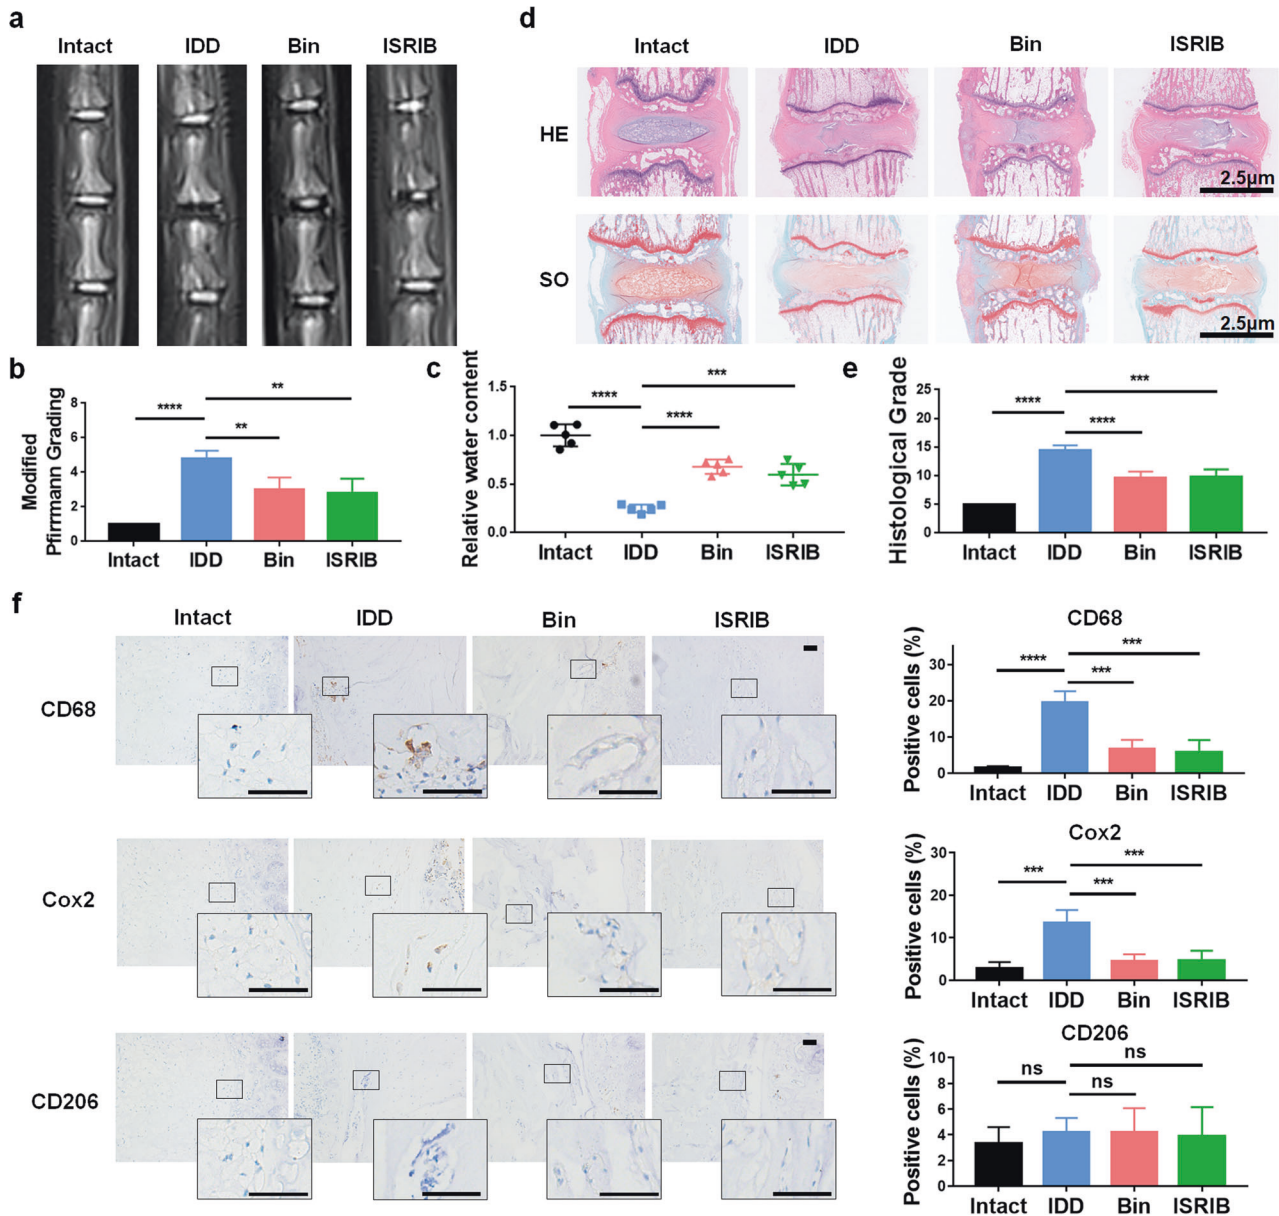 a
Intact IDD Bin ISRIB
d
Intact IDD Bin ISRIB
HE
2.5μm
SO
2.5μm
b
Modified
Pfirrmann Grading
8
6
4
2
0
**
****
**
Intact IDD Bin ISRIB
c
Relative water content
1.5
1.0
0.5
0.0
***
****
****
Intact IDD Bin ISRIB
e
Histological Grade
25
20
15
10
5
0
***
****
****
Intact IDD Bin ISRIB
f
Intact IDD Bin ISRIB
CD68
Cox2
CD206
CD68
Positive cells (%)
30
20
10
0
***
****
***
Intact IDD Bin ISRIB
Cox2
Positive cells (%)
30
20
10
0
***
***
***
Intact IDD Bin ISRIB
CD206
Positive cells (%)
10
8
6
4
2
0
ns
ns
ns
Intact IDD Bin ISRIB